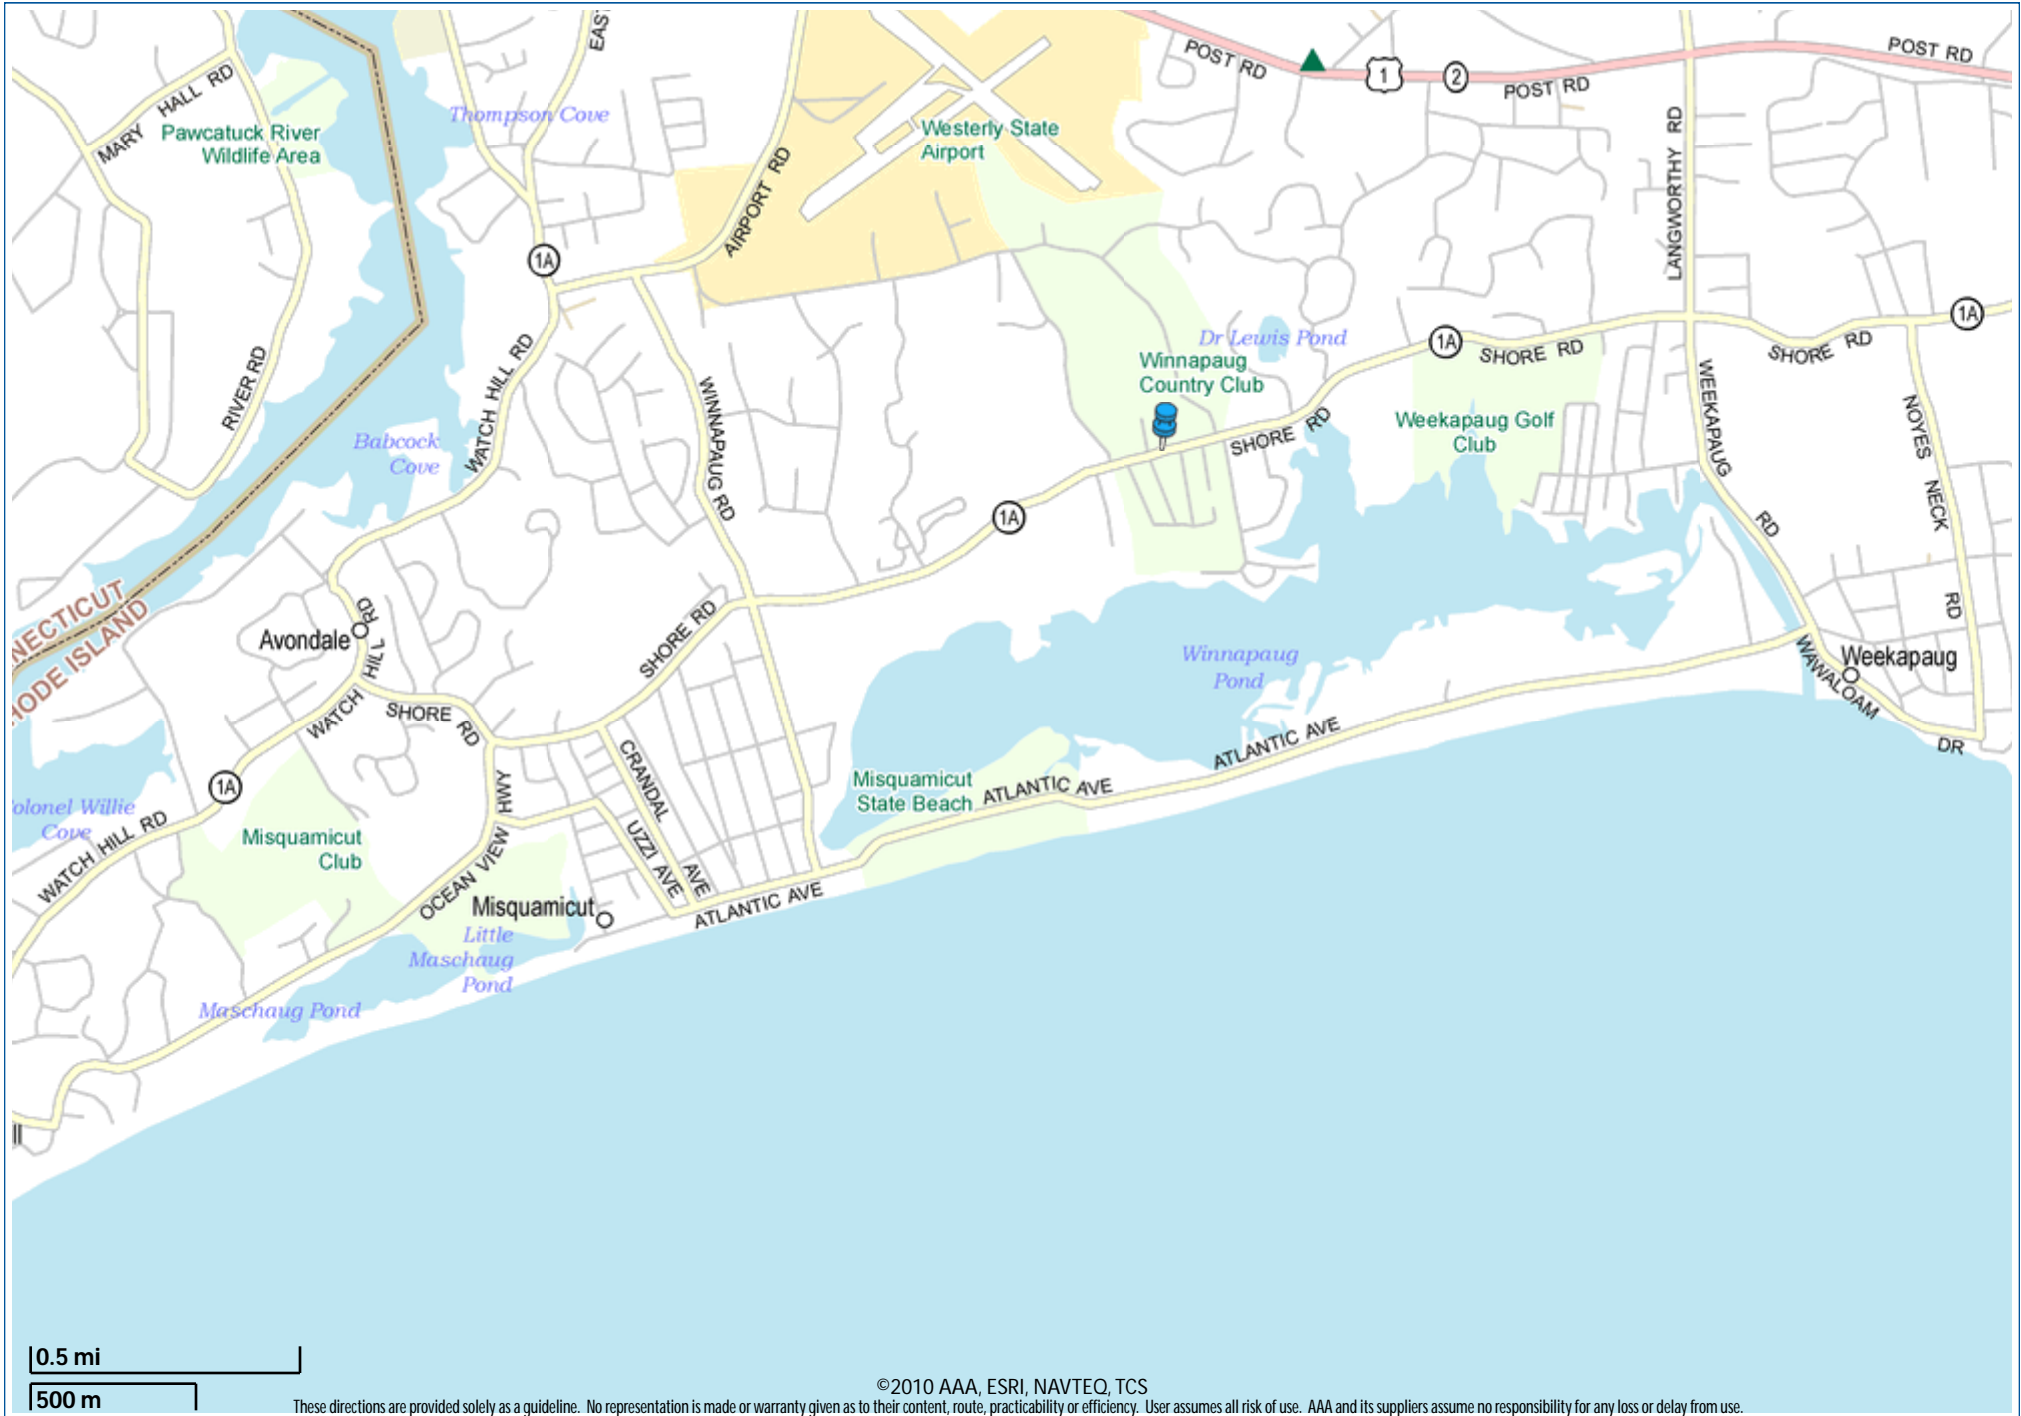 POST RD
1
2
POST RD
POST RD
EAST
MARY HALL RD
Pawcatuck River
Wildlife Area
Thompson Cove
Westerly State
Airport
AIRPORT RD
LANGWORTHY RD
1A
1A
1A
SHORE RD
SHORE RD
Dr Lewis Pond
Winnapaug
Country Club
RIVER RD
WATCH HILL RD
WINNAPAUG RD
SHORE RD
Weekapaug Golf
Club
WEEKAPAUG RD
NOYES NECK RD
Babcock
Cove
1A
NECTICUT
HODE ISLAND
Avondale
WATCH HILL RD
SHORE RD
SHORE RD
Winnapaug
Pond
Weekapaug
WAWALOAM DR
ATLANTIC AVE
Misquamicut
State Beach
ATLANTIC AVE
CRANDAL AVE
UZZI AVE
OCEAN VIEW HWY
1A
olonel Willie
Cove
WATCH HILL RD
Misquamicut
Club
Misquamicut
ATLANTIC AVE
Little
Maschaug
Pond
Maschaug Pond
ll
0.5 mi
500 m
©2010 AAA, ESRI, NAVTEQ, TCS
These directions are provided solely as a guideline. No representation is made or warranty given as to their content, route, practicability or efficiency. User assumes all risk of use. AAA and its suppliers assume no responsibility for any loss or delay from use.